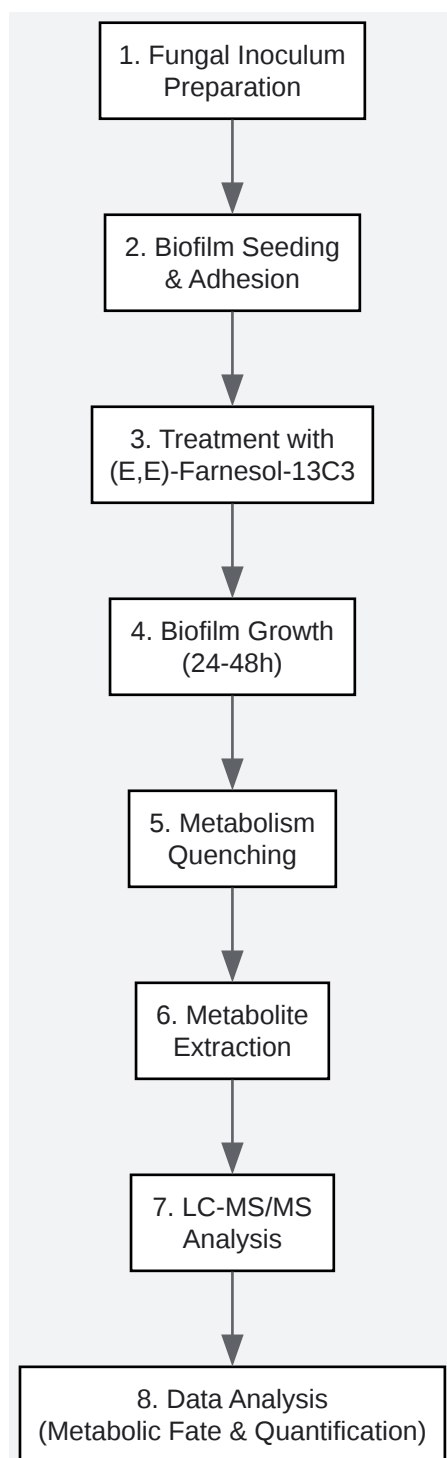 1. Fungal Inoculum
Preparation
2. Biofilm Seeding
& Adhesion
3. Treatment with
(E,E)-Farnesol-13C3
4. Biofilm Growth
(24-48h)
5. Metabolism
Quenching
6. Metabolite
Extraction
7. LC-MS/MS
Analysis
8. Data Analysis
(Metabolic Fate & Quantification)